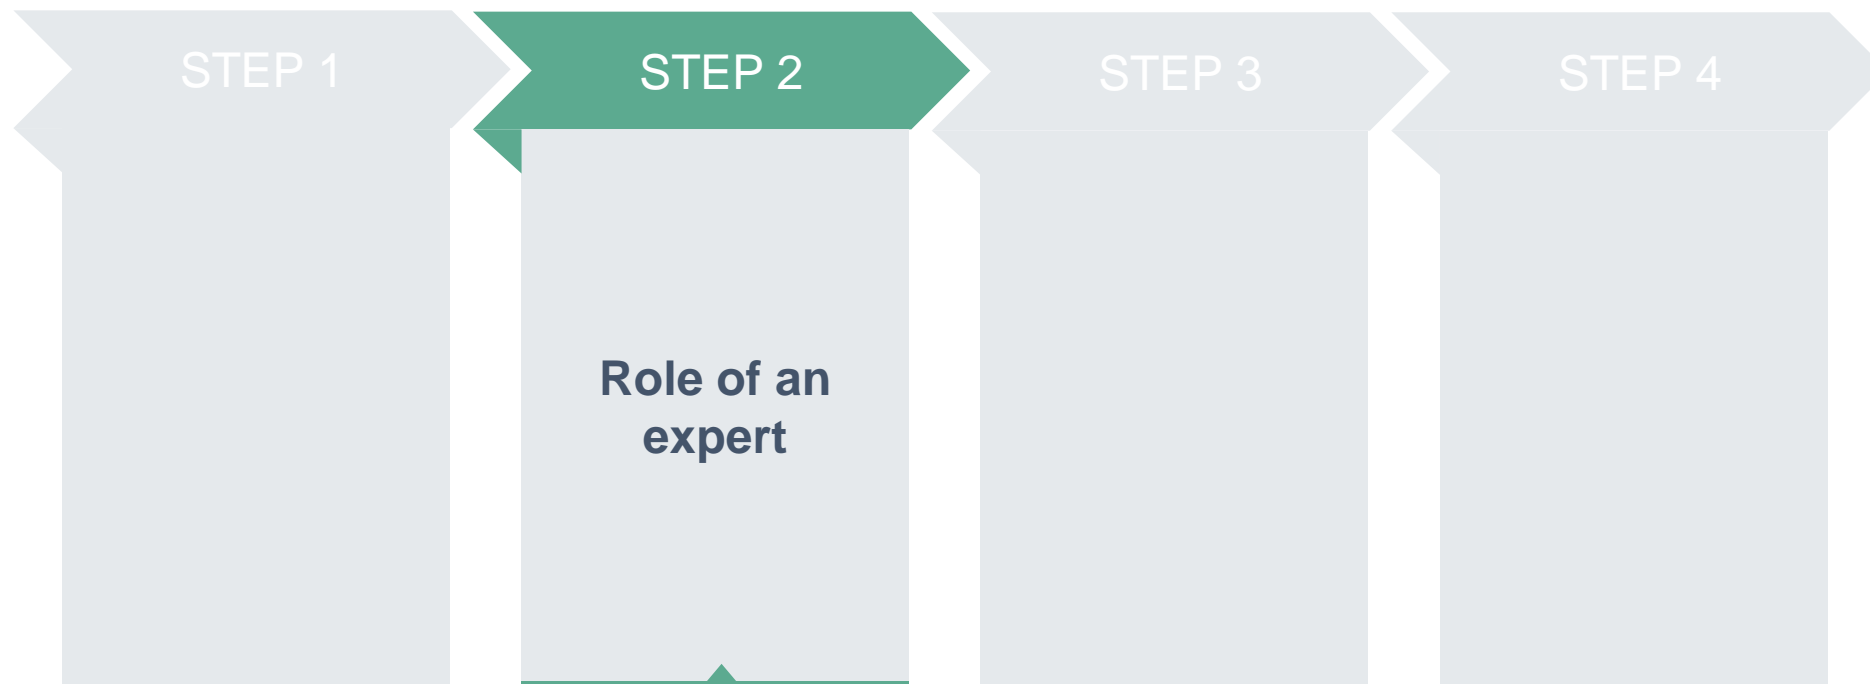 STEP 1
STEP 2
STEP 3
STEP 4
Role of an
expert